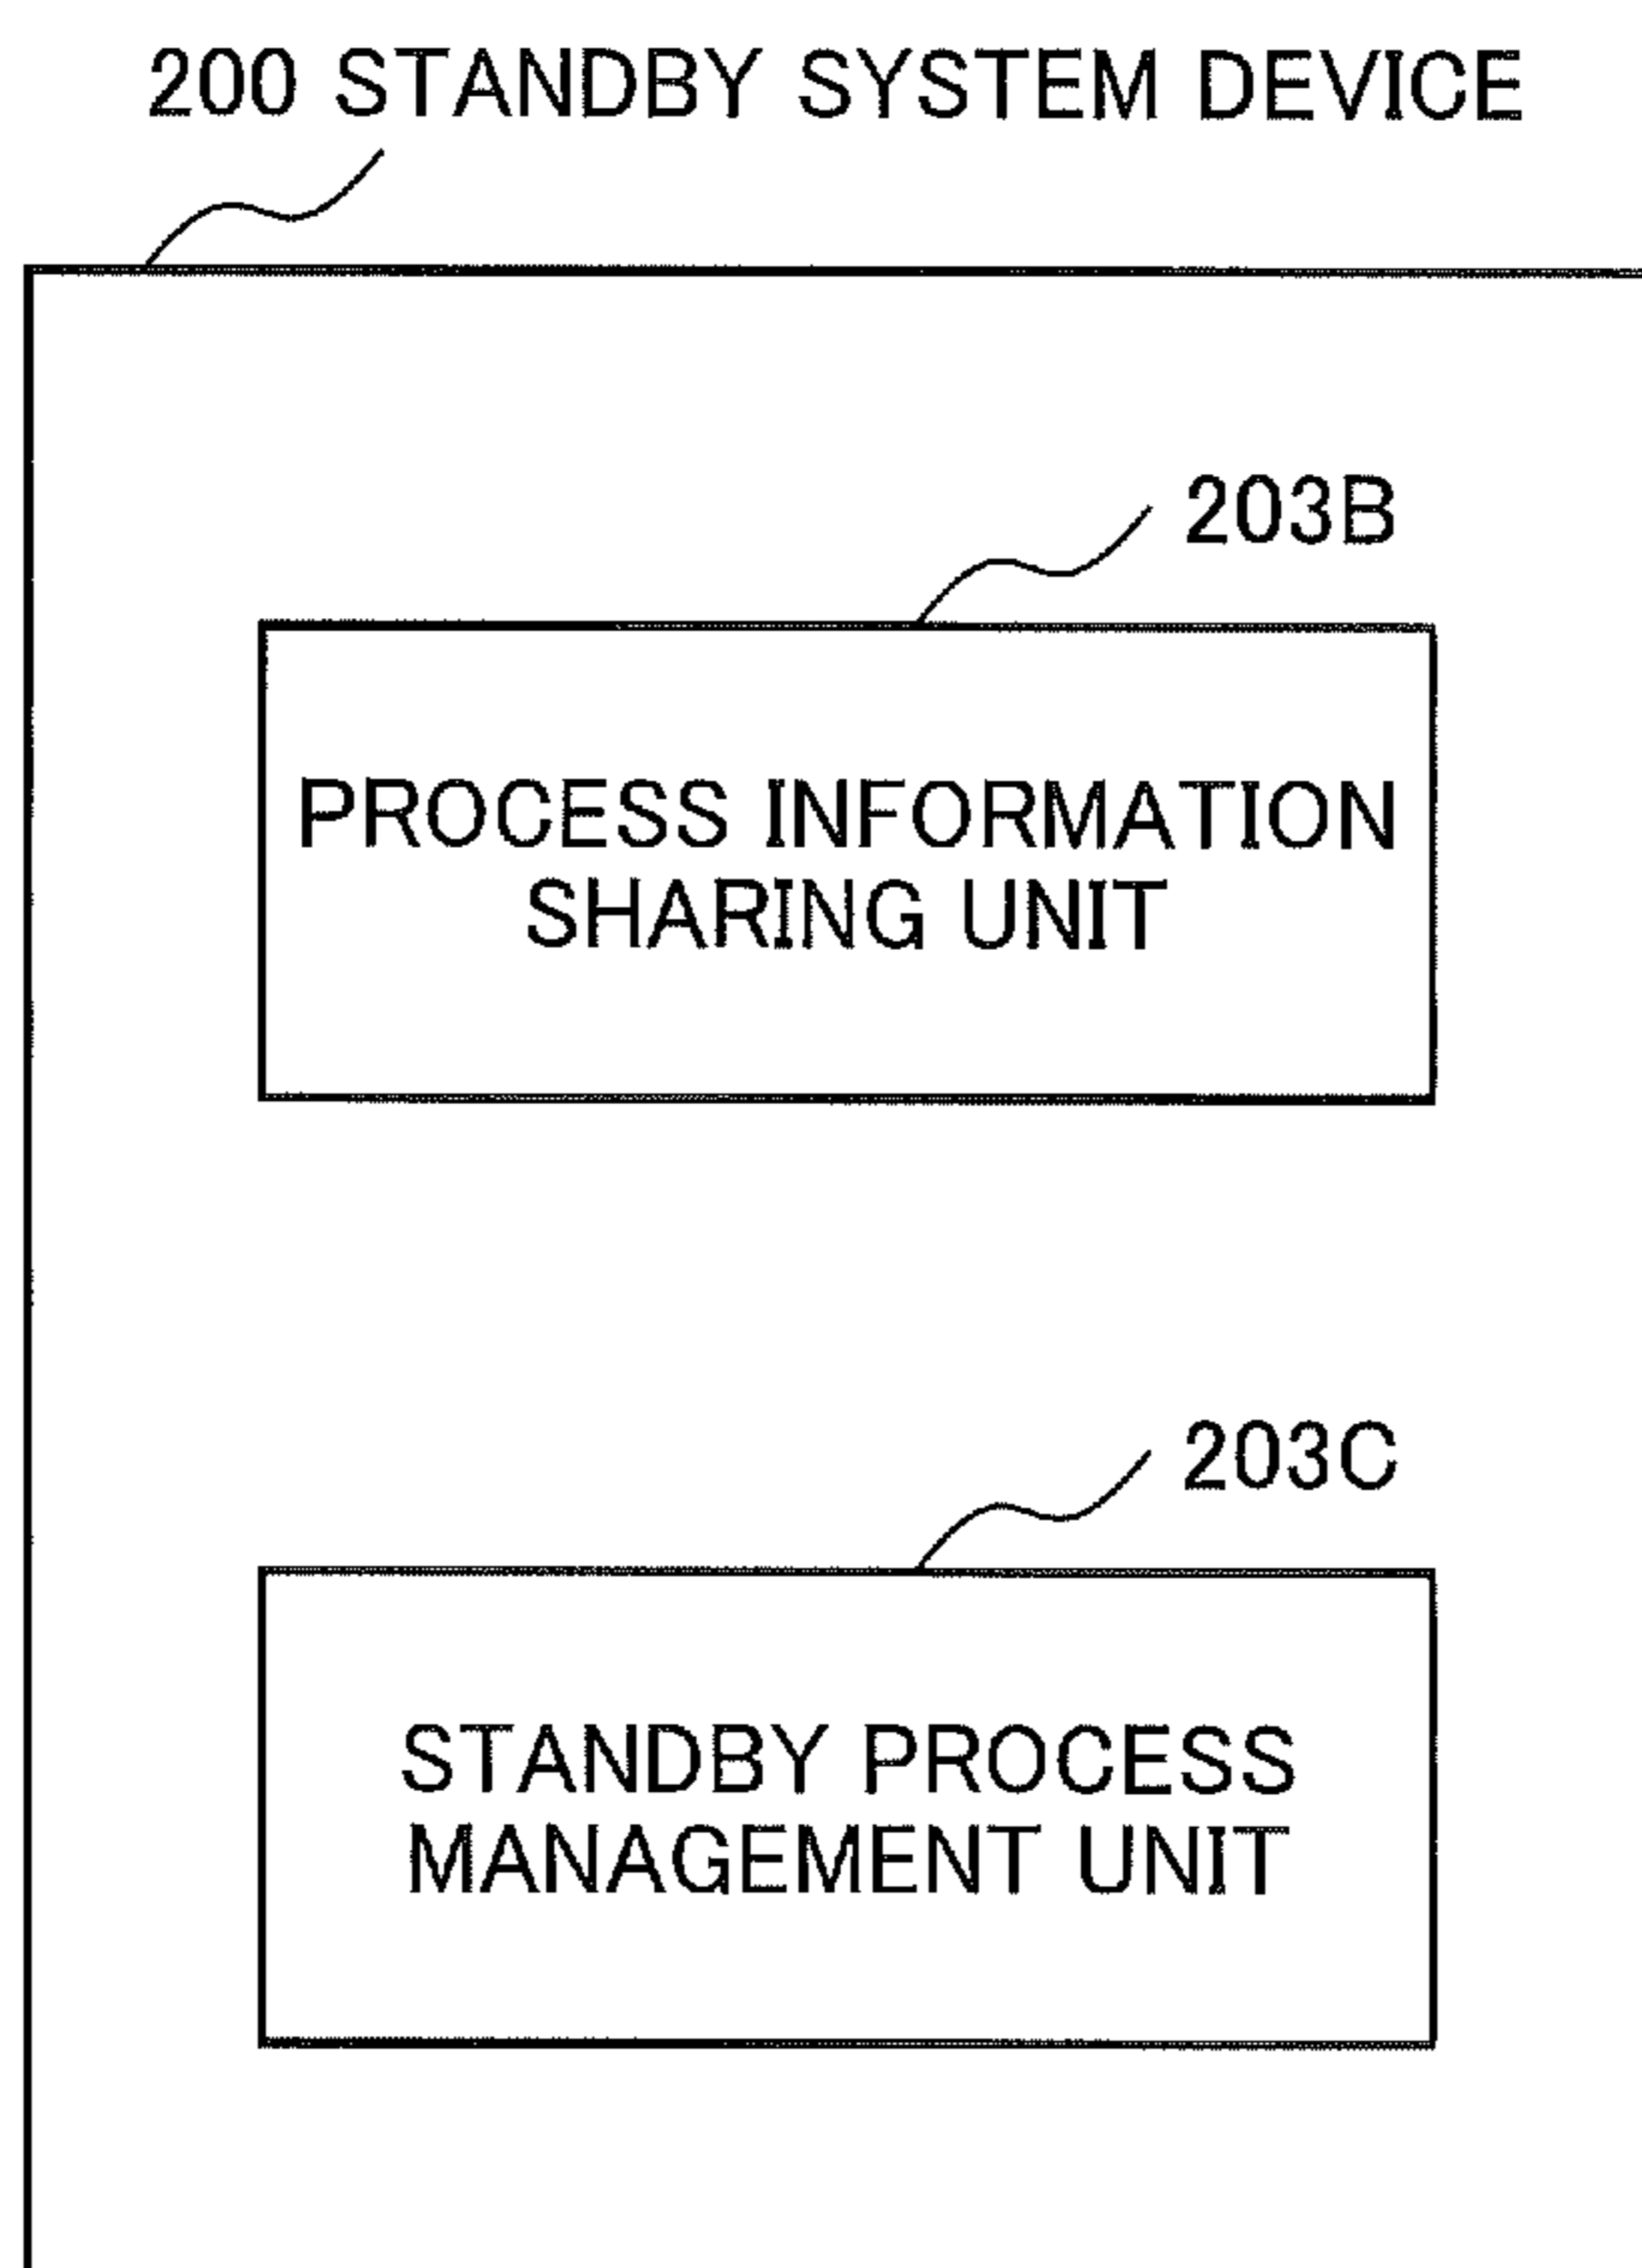 200 STANDBY SYSTEM DEVICE
203B
PROCESS INFORMATION
SHARING UNIT
203C
STANDBY PROCESS
MANAGEMENT UNIT